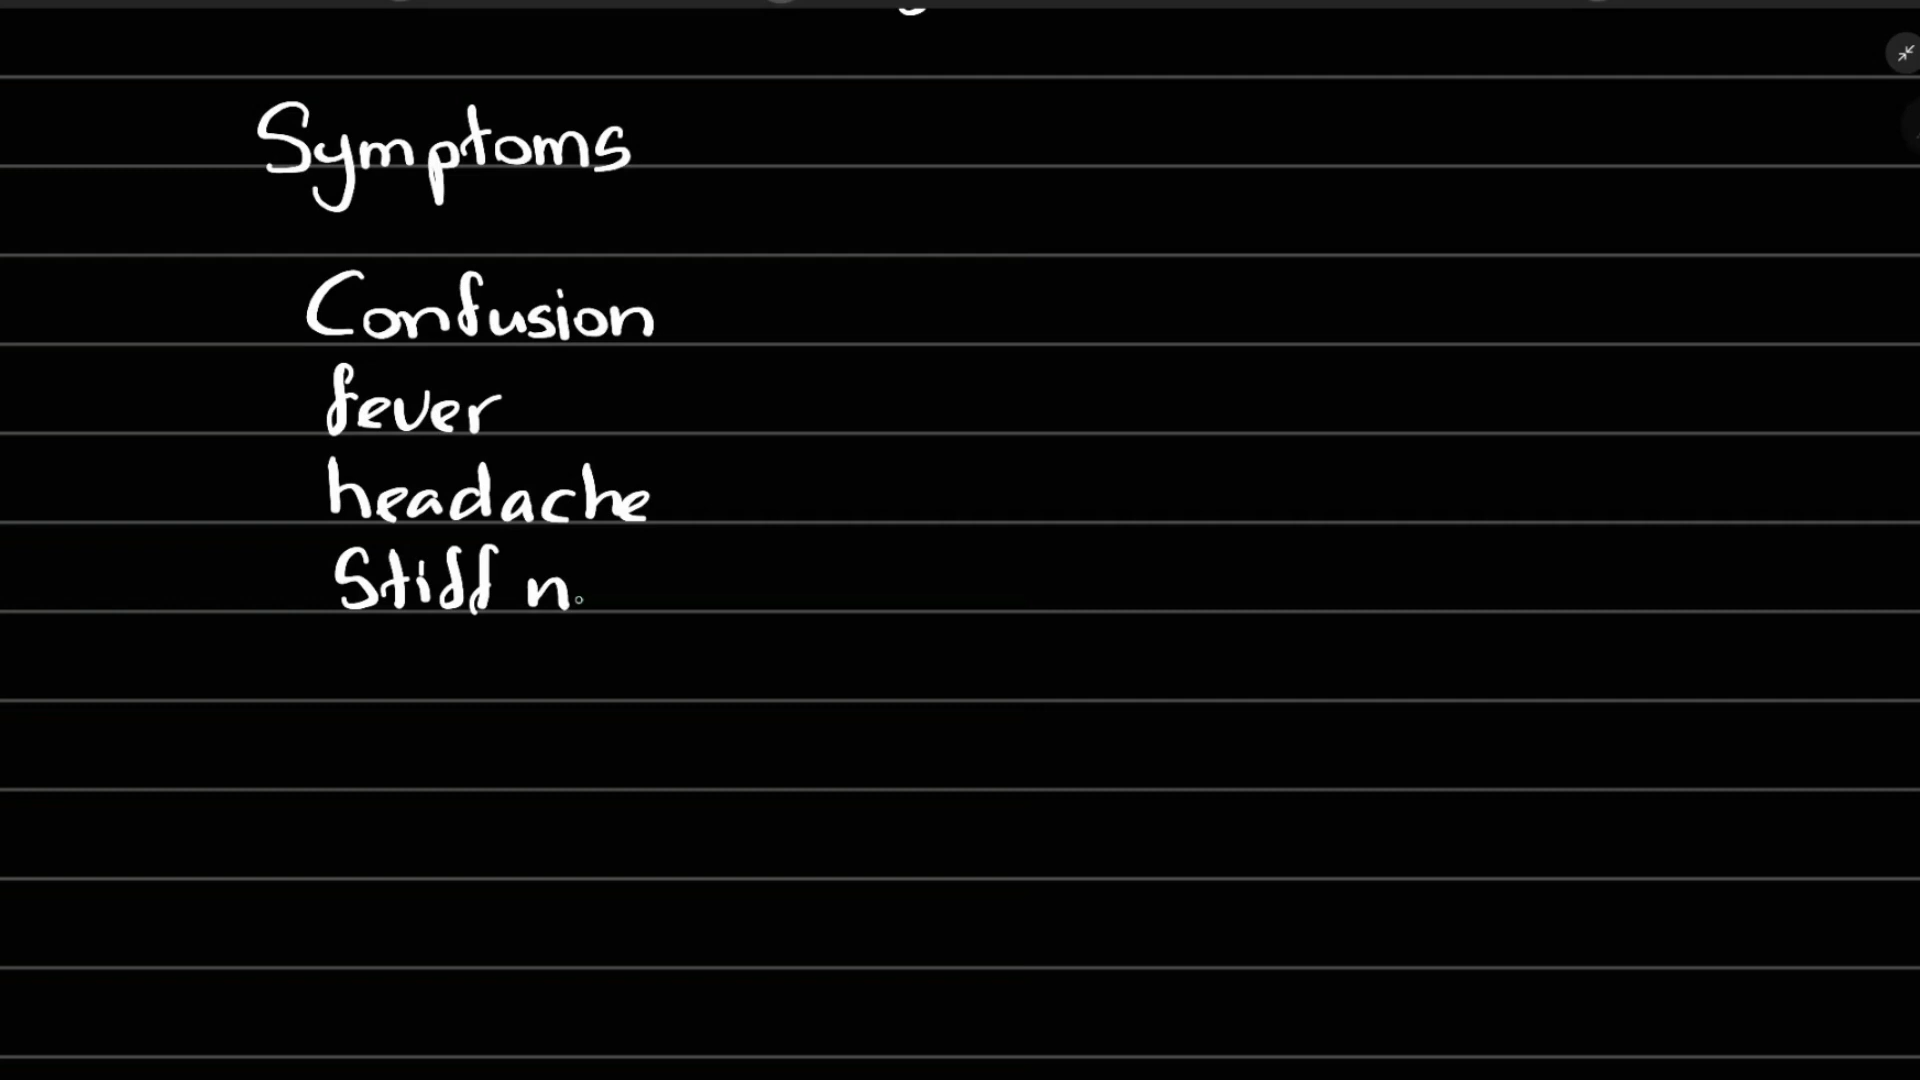 Symptoms
Confusion
fever
headache
Stiff n